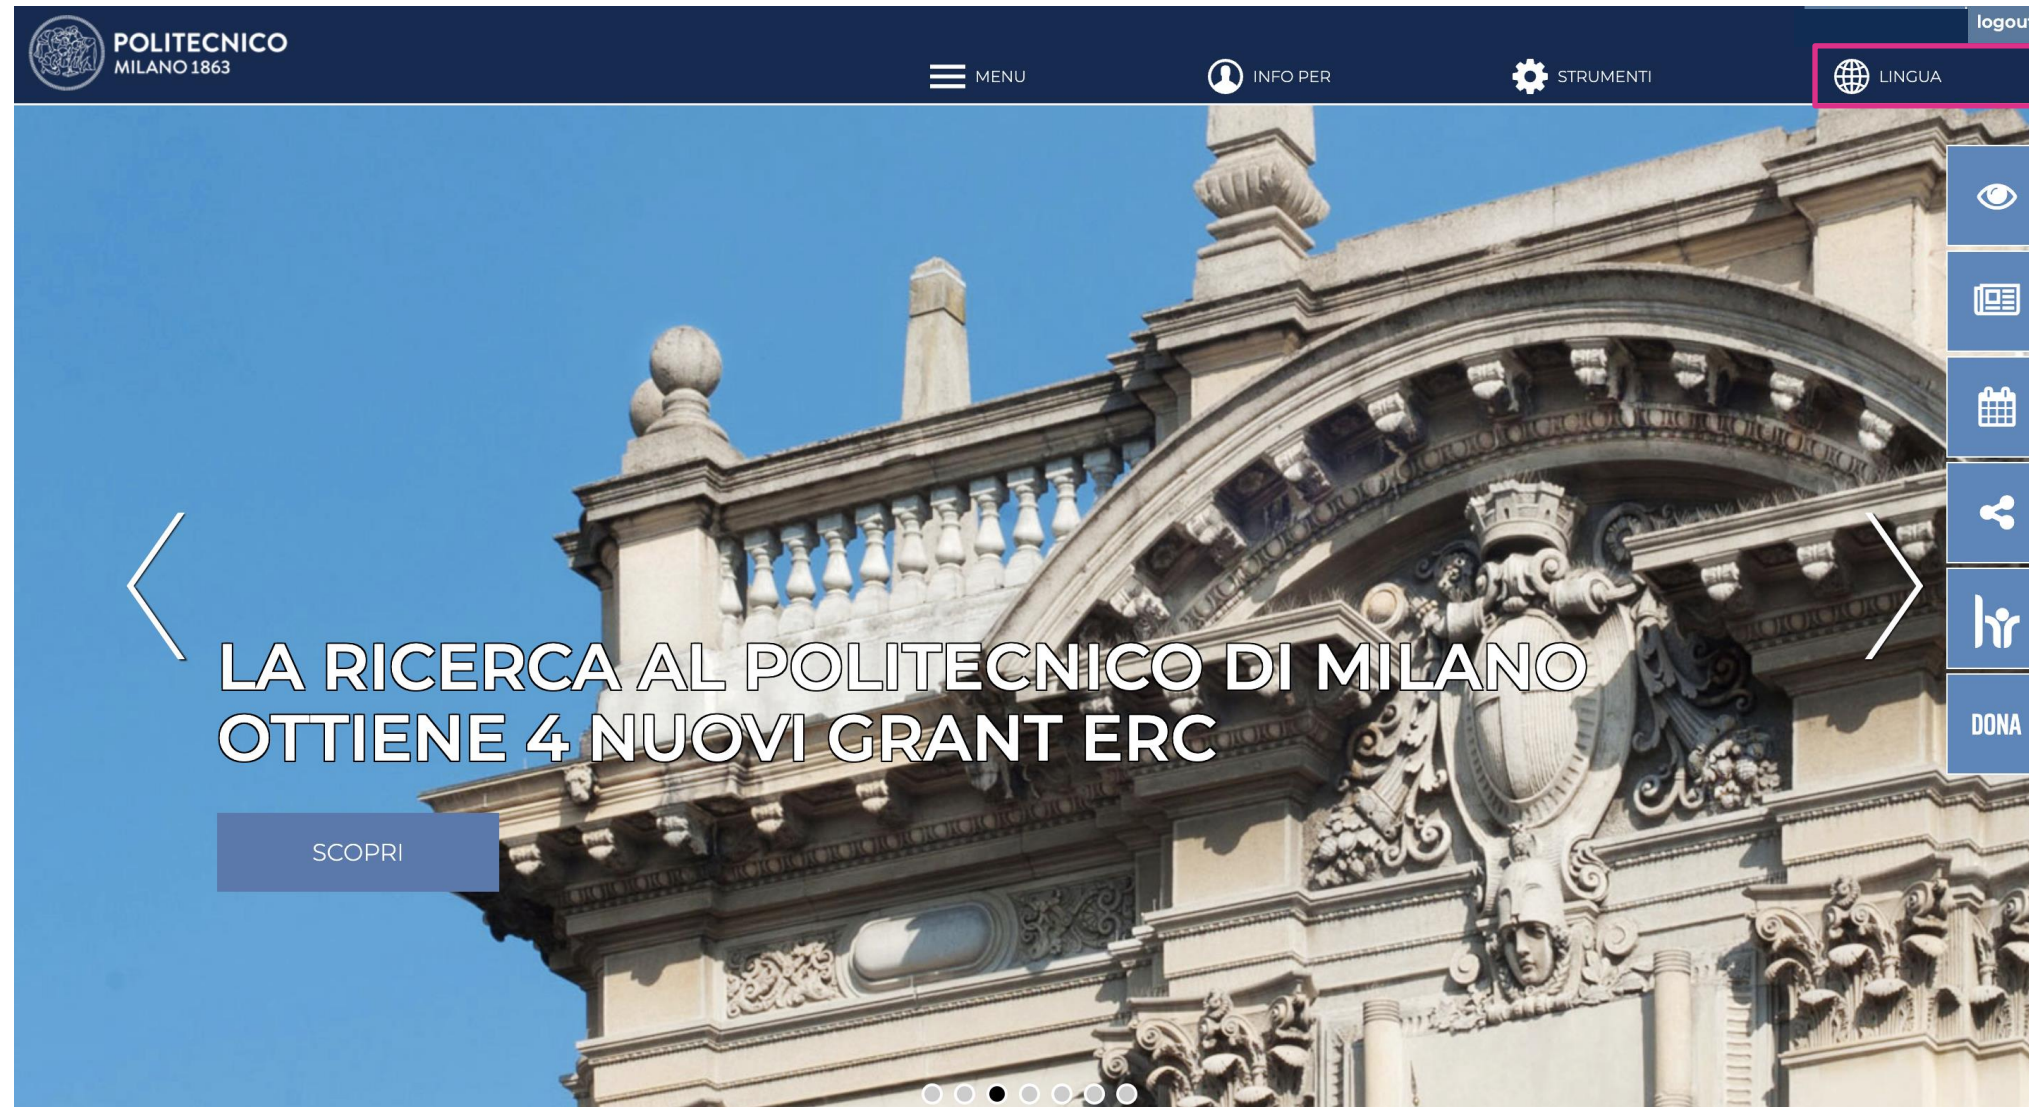 POLITECNICO
MILANO 1863
MENU
INFO PER
STRUMENTI
logout
LINGUA
LA RICERCA AL POLITECNICO DI MILANO
OTTIENE 4 NUOVI GRANT ERC
SCOPRI
hr
DONA